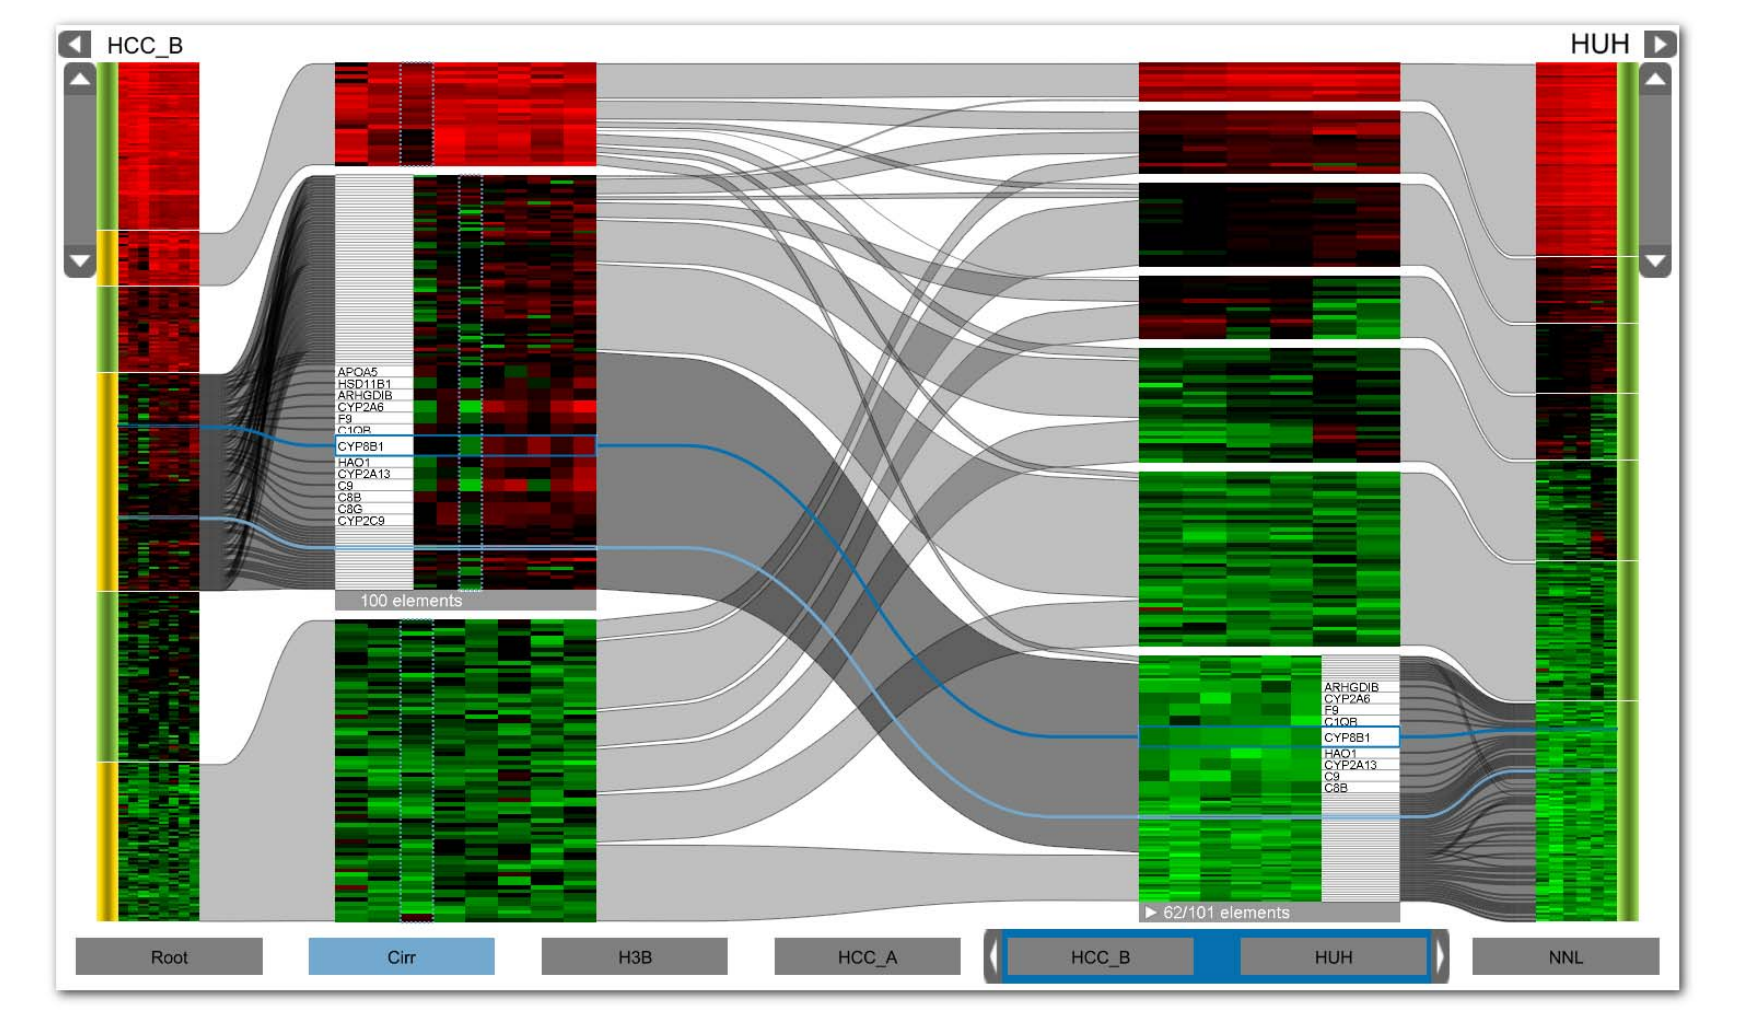 HCC_B
HUH
APOA5
HSD11B1
ARHGDIB
CYP2A6
F9
C1QB
CYP8B1
HAO1
CYP2A13
C9
C8B
C8G
CYP2C9
100 elements
ARHGDIB
CYP2A6
F9
C1QB
CYP8B1
HAO1
CYP2A13
C9
C8B
62/101 elements
Root
Cirr
H3B
HCC_A
HCC_B
HUH
NNL